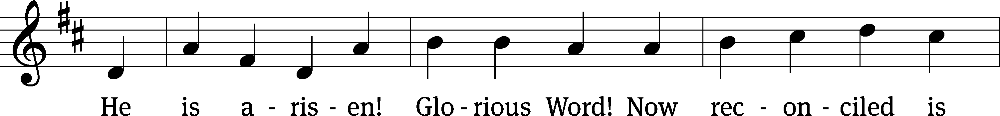 He is a - ris - en! Glo - rious Word! Now rec - on - ciled is